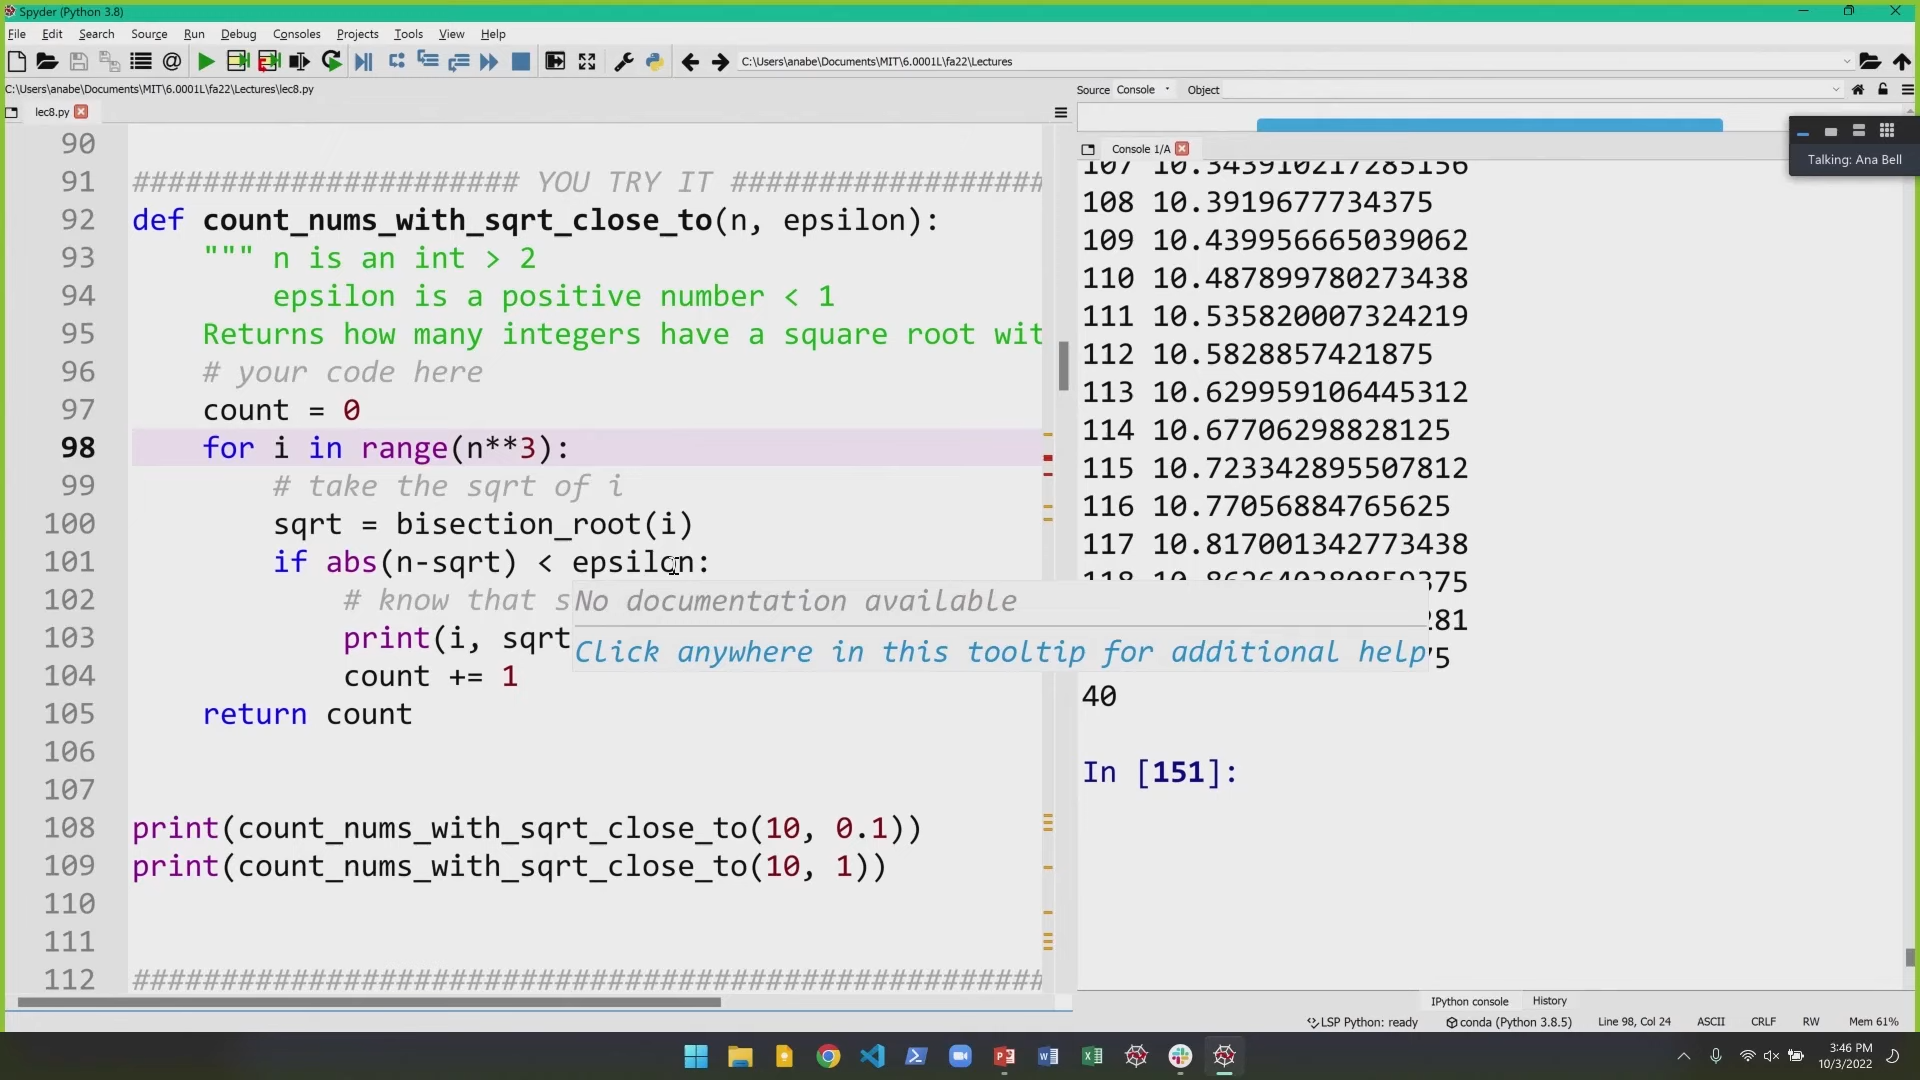 Spyder (Python 3.8)
File Edit Search Source Run Debug Consoles Projects Tools View Help
C:\Users\anabe\Documents\MIT\6.0001L\fa22\Lectures
C:\Users\anabe\Documents\MIT\6.0001L\fa22\Lectures\lec8.py
Source Console Object
lec8.py
90
91 ###################### YOU TRY IT ##################
92 def count_nums_with_sqrt_close_to(n, epsilon):
93 """ n is an int > 2
94 epsilon is a positive number < 1
95 Returns how many integers have a square root wit
96 # your code here
97 count = 0
98 for i in range(n**3):
99 # take the sqrt of i
100 sqrt = bisection_root(i)
101 if abs(n-sqrt) < epsilon:
102 # know that s
103 print(i, sqrt
104 count += 1
105 return count
106
107
108 print(count_nums_with_sqrt_close_to(10, 0.1))
109 print(count_nums_with_sqrt_close_to(10, 1))
110
111
112 ####################################################
No documentation available
Click anywhere in this tooltip for additional help
Console 1/A
Talking: Ana Bell
107 10.343910217285156
108 10.3919677734375
109 10.439956665039062
110 10.487899780273438
111 10.535820007324219
112 10.5828857421875
113 10.629959106445312
114 10.67706298828125
115 10.723342895507812
116 10.77056884765625
117 10.817001342773438
118 10.862640380859375
281
75
40
In [151]:
IPython console History
LSP Python: ready conda (Python 3.8.5) Line 98, Col 24 ASCII CRLF RW Mem 61%
3:46 PM
10/3/2022